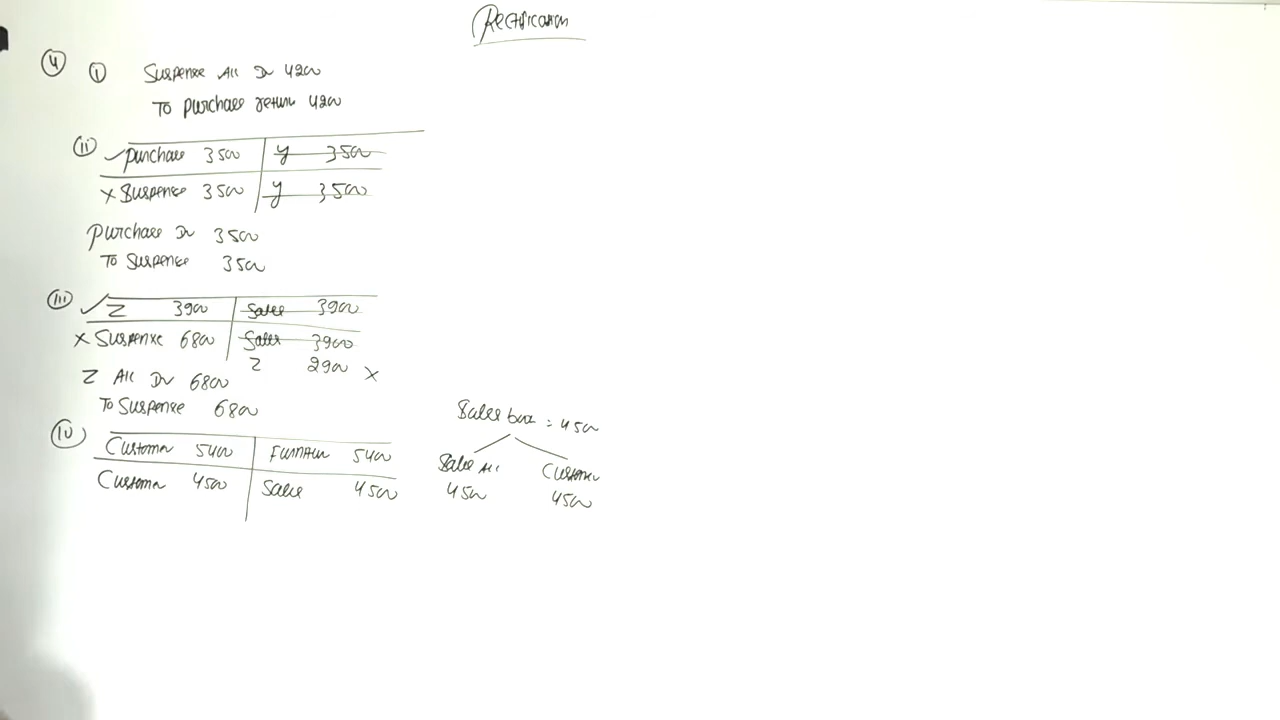 Rectification
4 i Suspense A/c Dr 4200
To purchase return 4200
ii ✓ purchase 3500 y 3500
x Suspense 3500 y 3500
purchase Dr 3500
To Suspense 3500
iii ✓ Z 3900 Sales 3900
x Suspense 6800 Sales 3900
Z 2900 x
Z A/c Dr 6800
To Suspense 6800
Sales book = 4500
iv Customer 5400 Furniture 5400
Sales A/c Customer
Customer 4500 Sales 4500 4500 4500